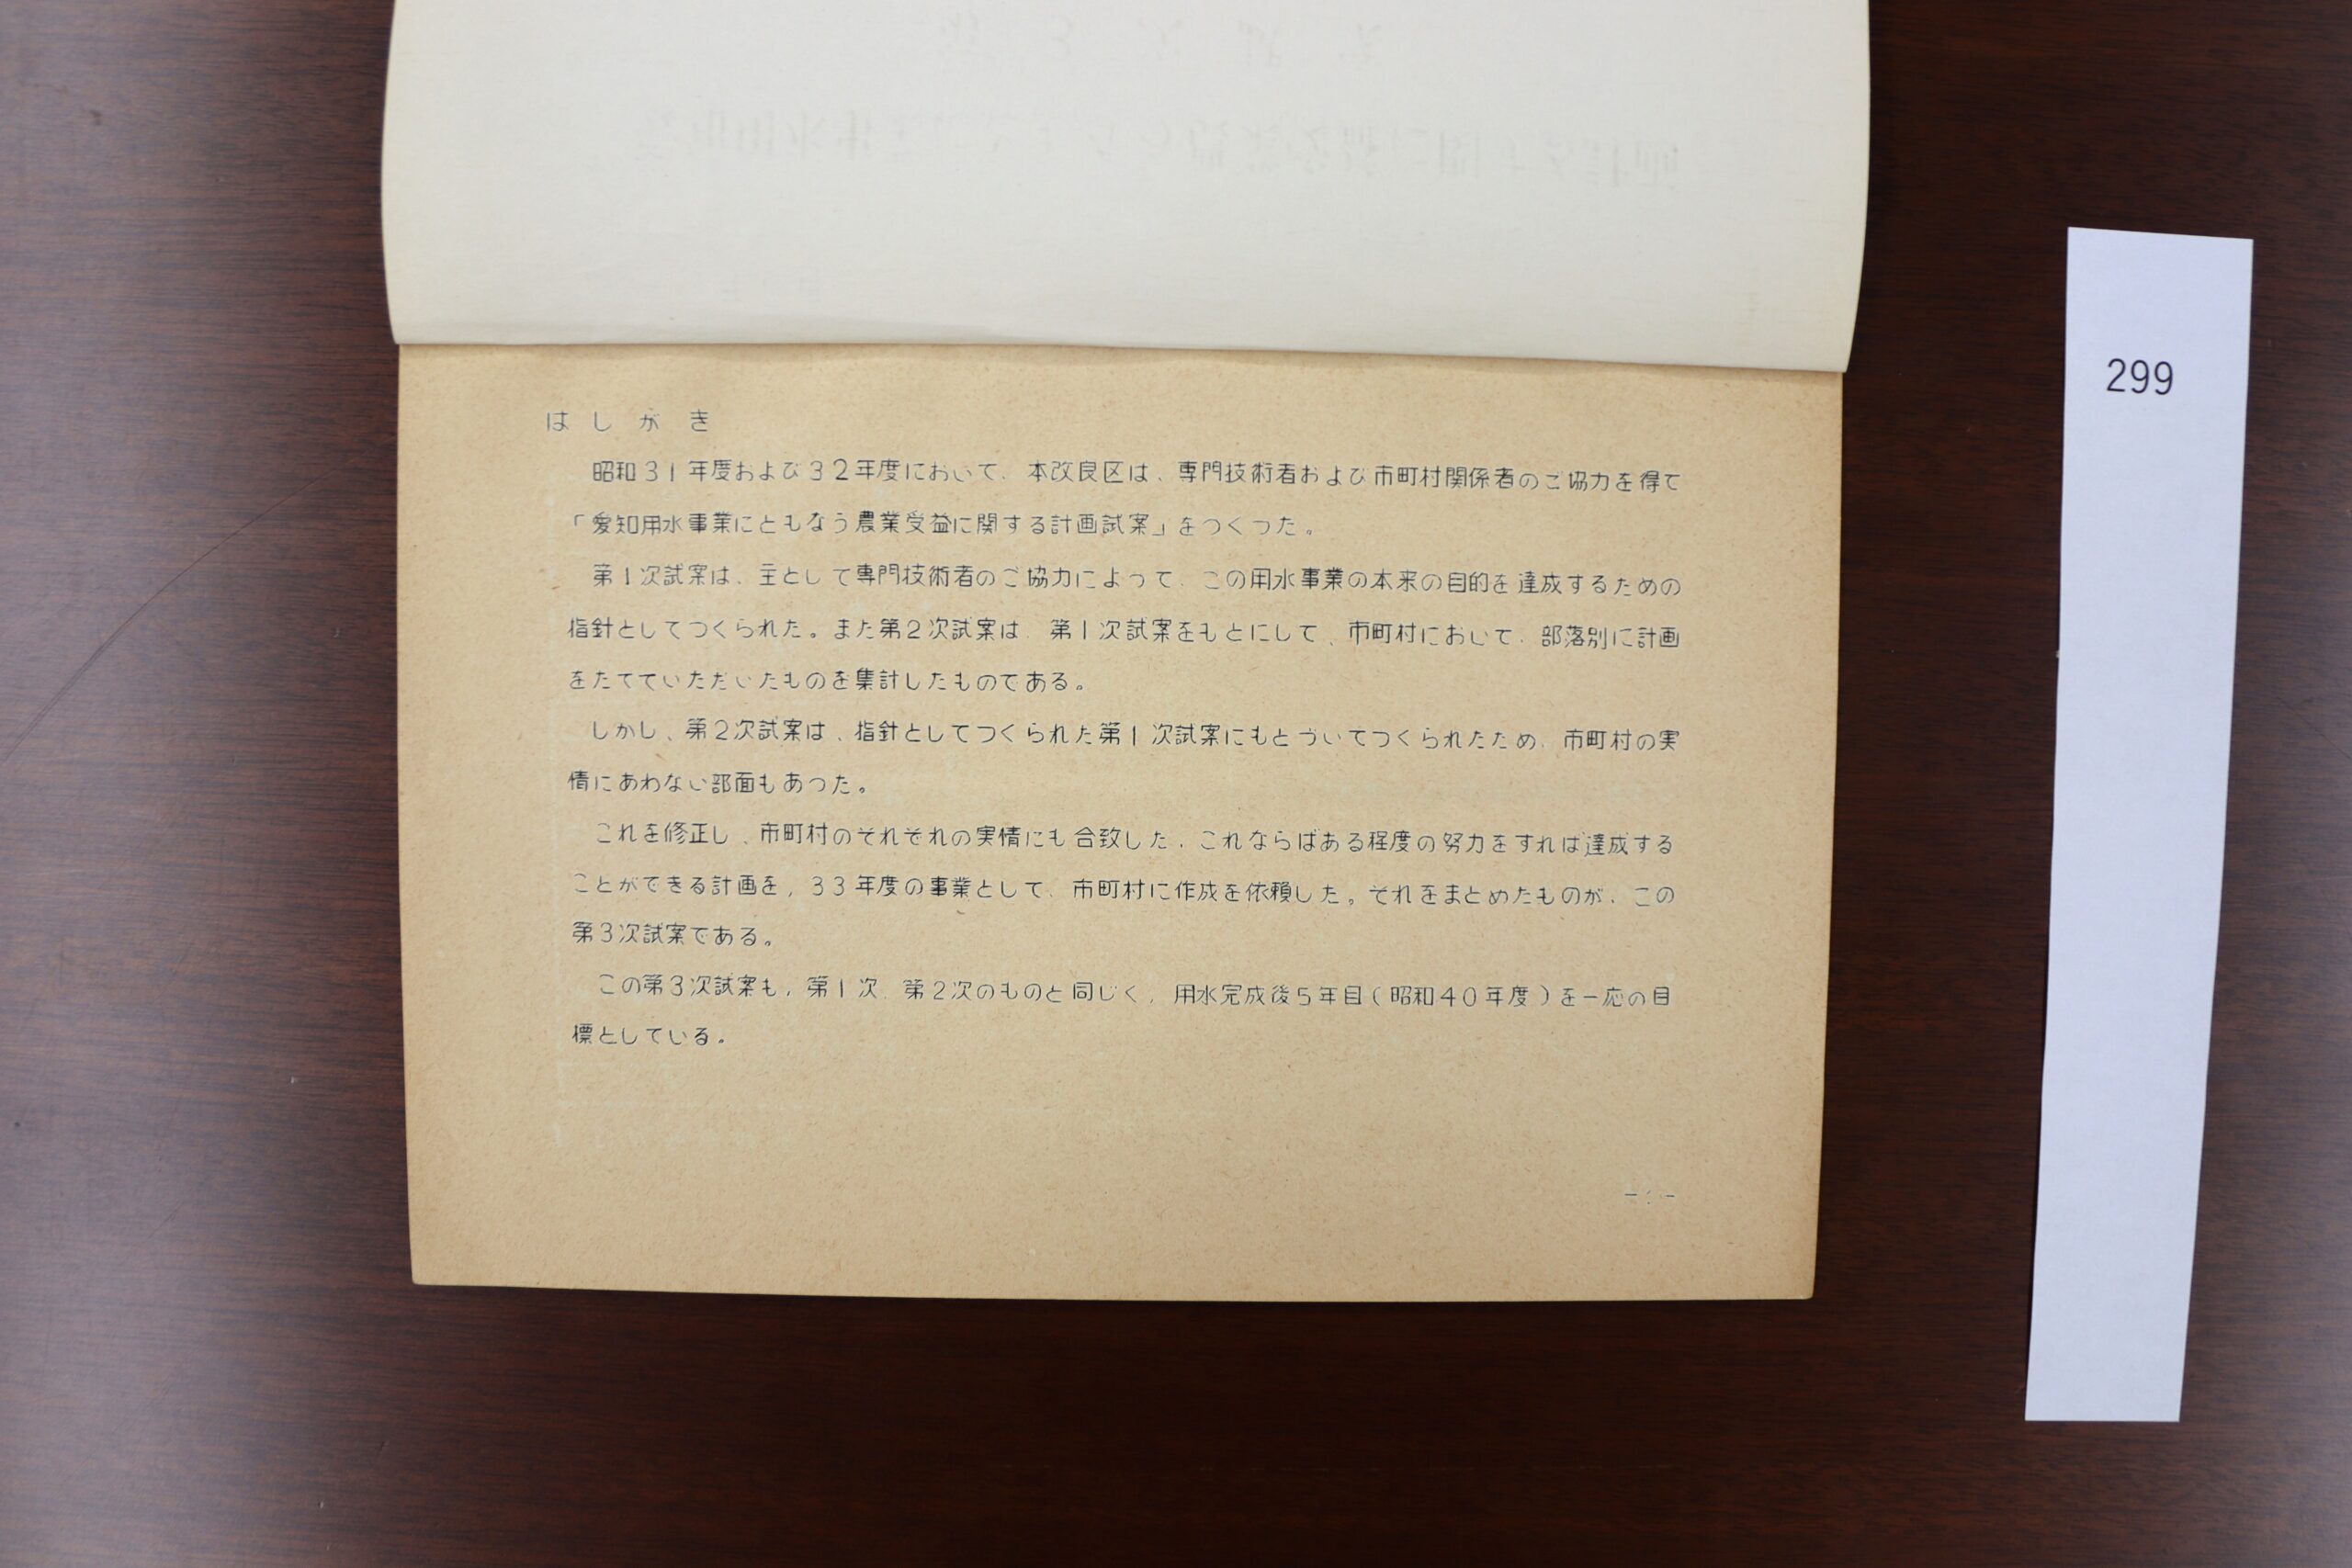 はしがき
昭和31年度および32年度において、本改良区は、専門技術者および市町村関係者のご協力を得て
「愛知用水事業にともなう農業受益に関する計画試案」をつくつた。
第1次試案は、主として専門技術者のご協力によつて、この用水事業の本来の目的を達成するための
指針としてつくられた。また第2次試案は、第1次試案をもとにして、市町村において、部落別に計画
をたてていただいたものを集計したものである。
しかし、第2次試案は、指針としてつくられた第1次試案にもとづいてつくられたため、市町村の実
情にあわない部面もあつた。
これを修正し、市町村のそれぞれの実情にも合致した、これならばある程度の努力をすれば達成する
ことができる計画を、33年度の事業として、市町村に作成を依頼した。それをまとめたものが、この
第3次試案である。
この第3次試案も、第1次、第2次のものと同じく、用水完成後5年目(昭和40年度)を一応の目
標としている。
299